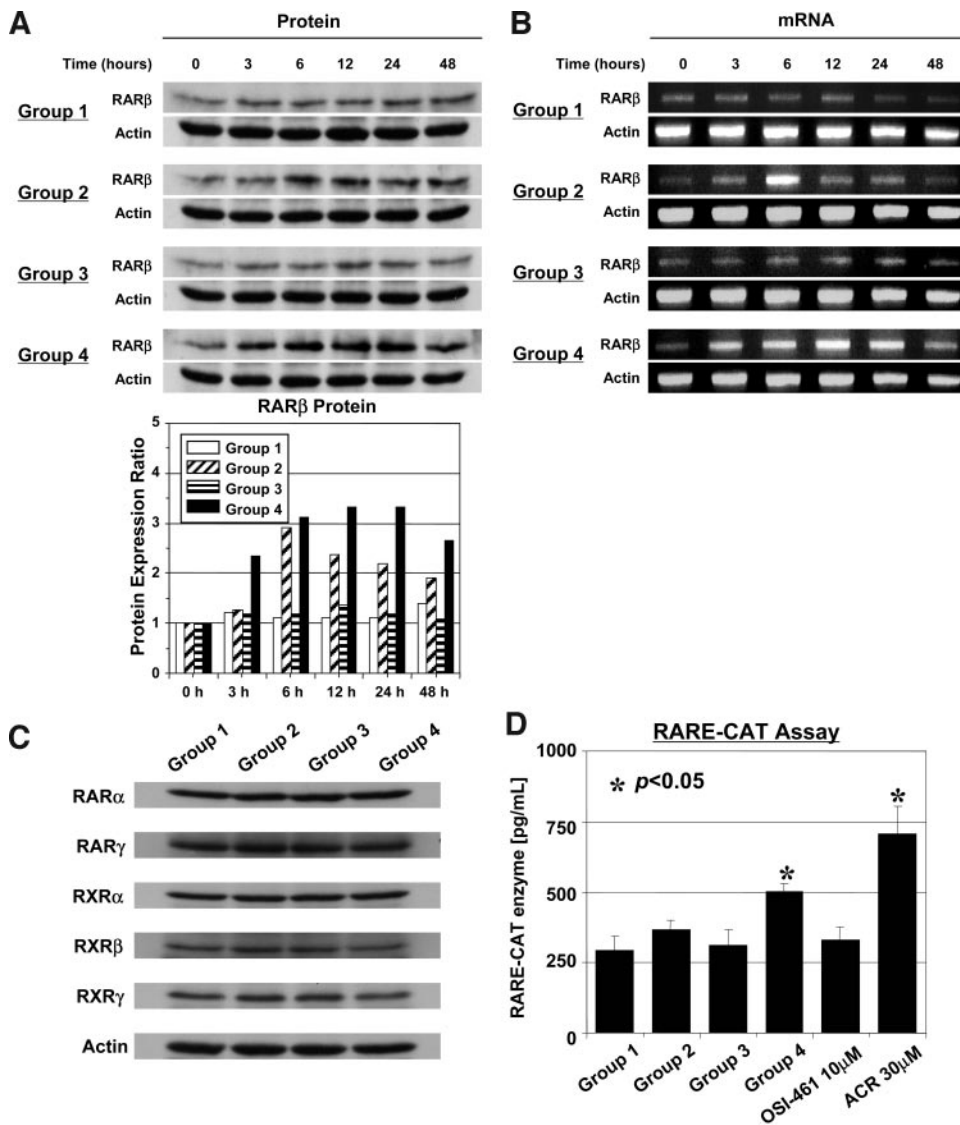 A
Protein
Time (hours) 0 3 6 12 24 48
Group 1
RARβ
Actin
Group 2
RARβ
Actin
Group 3
RARβ
Actin
Group 4
RARβ
Actin
RARβ Protein
Protein Expression Ratio
5
4
3
2
1
0
Group 1
Group 2
Group 3
Group 4
0 h 3 h 6 h 12 h 24 h 48 h
B
mRNA
Time (hours) 0 3 6 12 24 48
Group 1
RARβ
Actin
Group 2
RARβ
Actin
Group 3
RARβ
Actin
Group 4
RARβ
Actin
C
Group 1 Group 2 Group 3 Group 4
RARα
RARγ
RXRα
RXRβ
RXRγ
Actin
D
RARE-CAT Assay
* p<0.05
RARE-CAT enzyme [pg/mL]
1000
750
500
250
0
*
*
Group 1 Group 2 Group 3 Group 4 OSI-461 10μM ACR 30μM